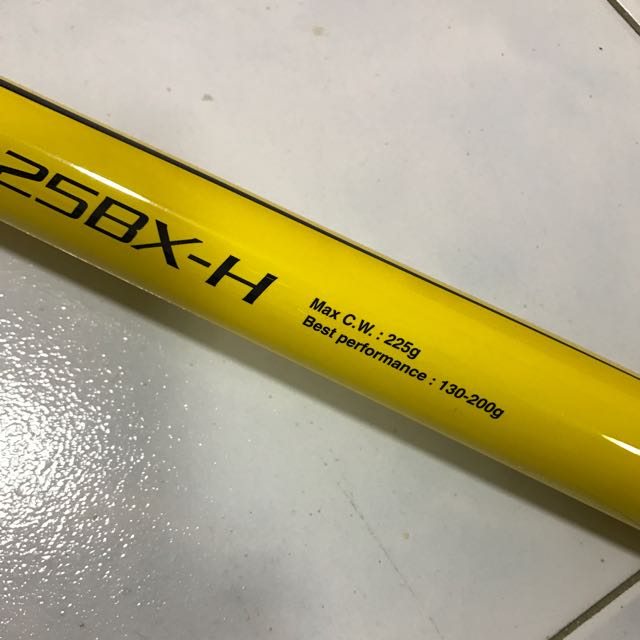 25BX-H
Max C.W. : 225g
Best performance : 130-200g